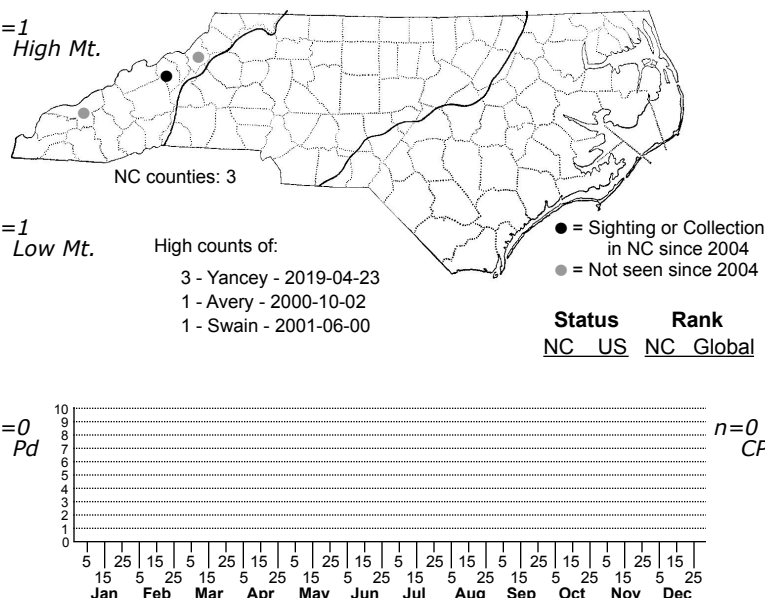 =1
High Mt.
NC counties: 3
=1
Low Mt.
High counts of:
3 - Yancey - 2019-04-23
1 - Avery - 2000-10-02
1 - Swain - 2001-06-00
● = Sighting or Collection
in NC since 2004
● = Not seen since 2004
Status Rank
NC US NC Global
=0
Pd
n=0
CP
10
9
8
7
6
5
4
3
2
1
0
5 25 15 5 25 15 5 25 15 5 25 15 5 25 15 5 25 15
15 5 25 15 5 25 15 5 25 15 5 25 15 5 25 15 5 25
Jan Feb Mar Apr May Jun Jul Aug Sep Oct Nov Dec